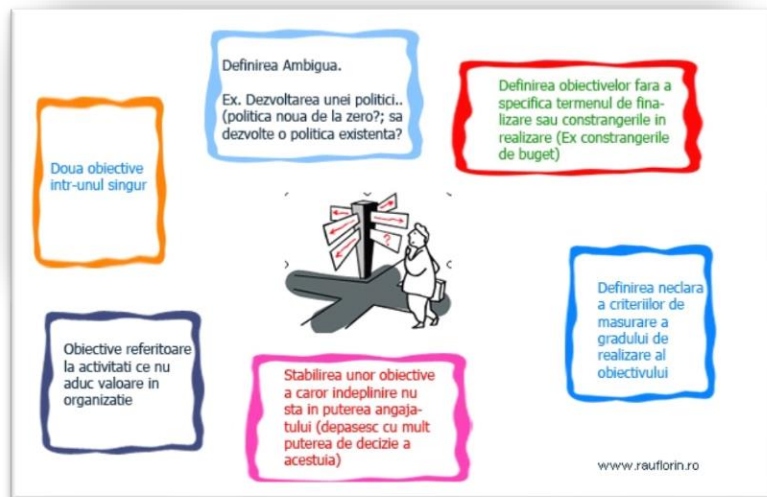 Definirea Ambigua.
Ex. Dezvoltarea unei politici..
(politica noua de la zero?; sa
dezvolte o politica existenta?
Definirea obiectivelor fara a
specifica termenul de fina-
lizare sau constrangerile in
realizare (Ex constrangerile
de buget)
Doua obiective
intr-unul singur
?
Definirea neclara
a criteriilor de
masurare a
gradului de
realizare al
obiectivului
Obiective referitoare
la activitati ce nu
aduc valoare in
organizatie
Stabilirea unor obiective
a caror indeplinire nu
sta in puterea angaja-
tului (depasesc cu mult
puterea de decizie a
acestuia)
www.rauflorin.ro